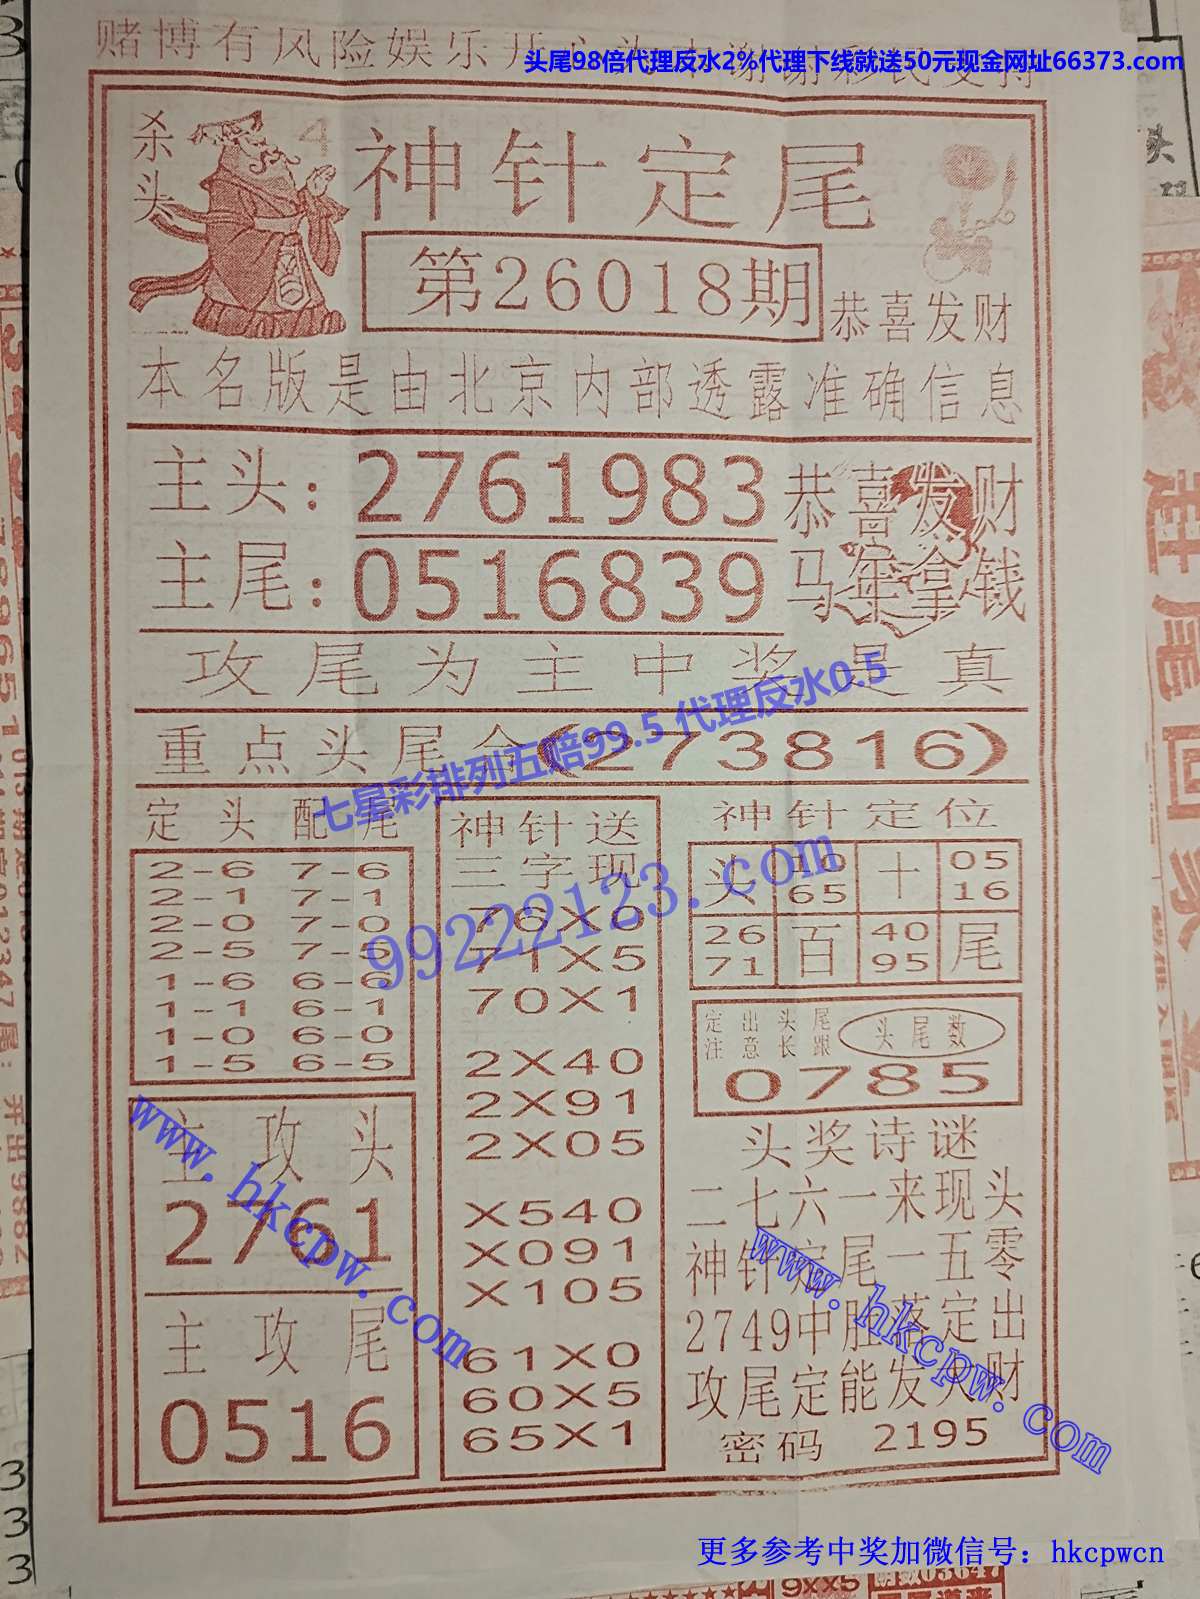 头尾98倍代理反水2%代理下线就送50元现金网址66373.com
赌博有风险娱乐开
杀头
4
神针定尾
第26018期
恭喜发财
本名版是由北京内部透露准确信息
主头：2761983
恭喜发财
主尾：0516839
马年拿钱
攻尾为主中奖是真
重点头尾合(273816)
七星彩排列五赔99.5 代理反水0.5
99222123.com
定头配尾
2-6 7-6
2-1 7-1
2-0 7-0
2-5 7-5
1-6 6-6
1-1 6-1
1-0 6-0
1-5 6-5
主攻头
2761
主攻尾
0516
神针送
三字现
76X0
71X5
70X1
2X40
2X91
2X05
X540
X091
X105
61X0
60X5
65X1
神针定位
头 10 十 05
65 16
26 百 40 尾
71 95
定出头尾
注意长跟
头尾数
0785
头奖诗谜
二七六一来现头
神针定尾一五零
2749中胆落定出
攻尾定能发大财
密码 2195
www.hkcpw.com
www.hkcpw.com
更多参考中奖加微信号：hkcpwcn
9XX5
3
3
3